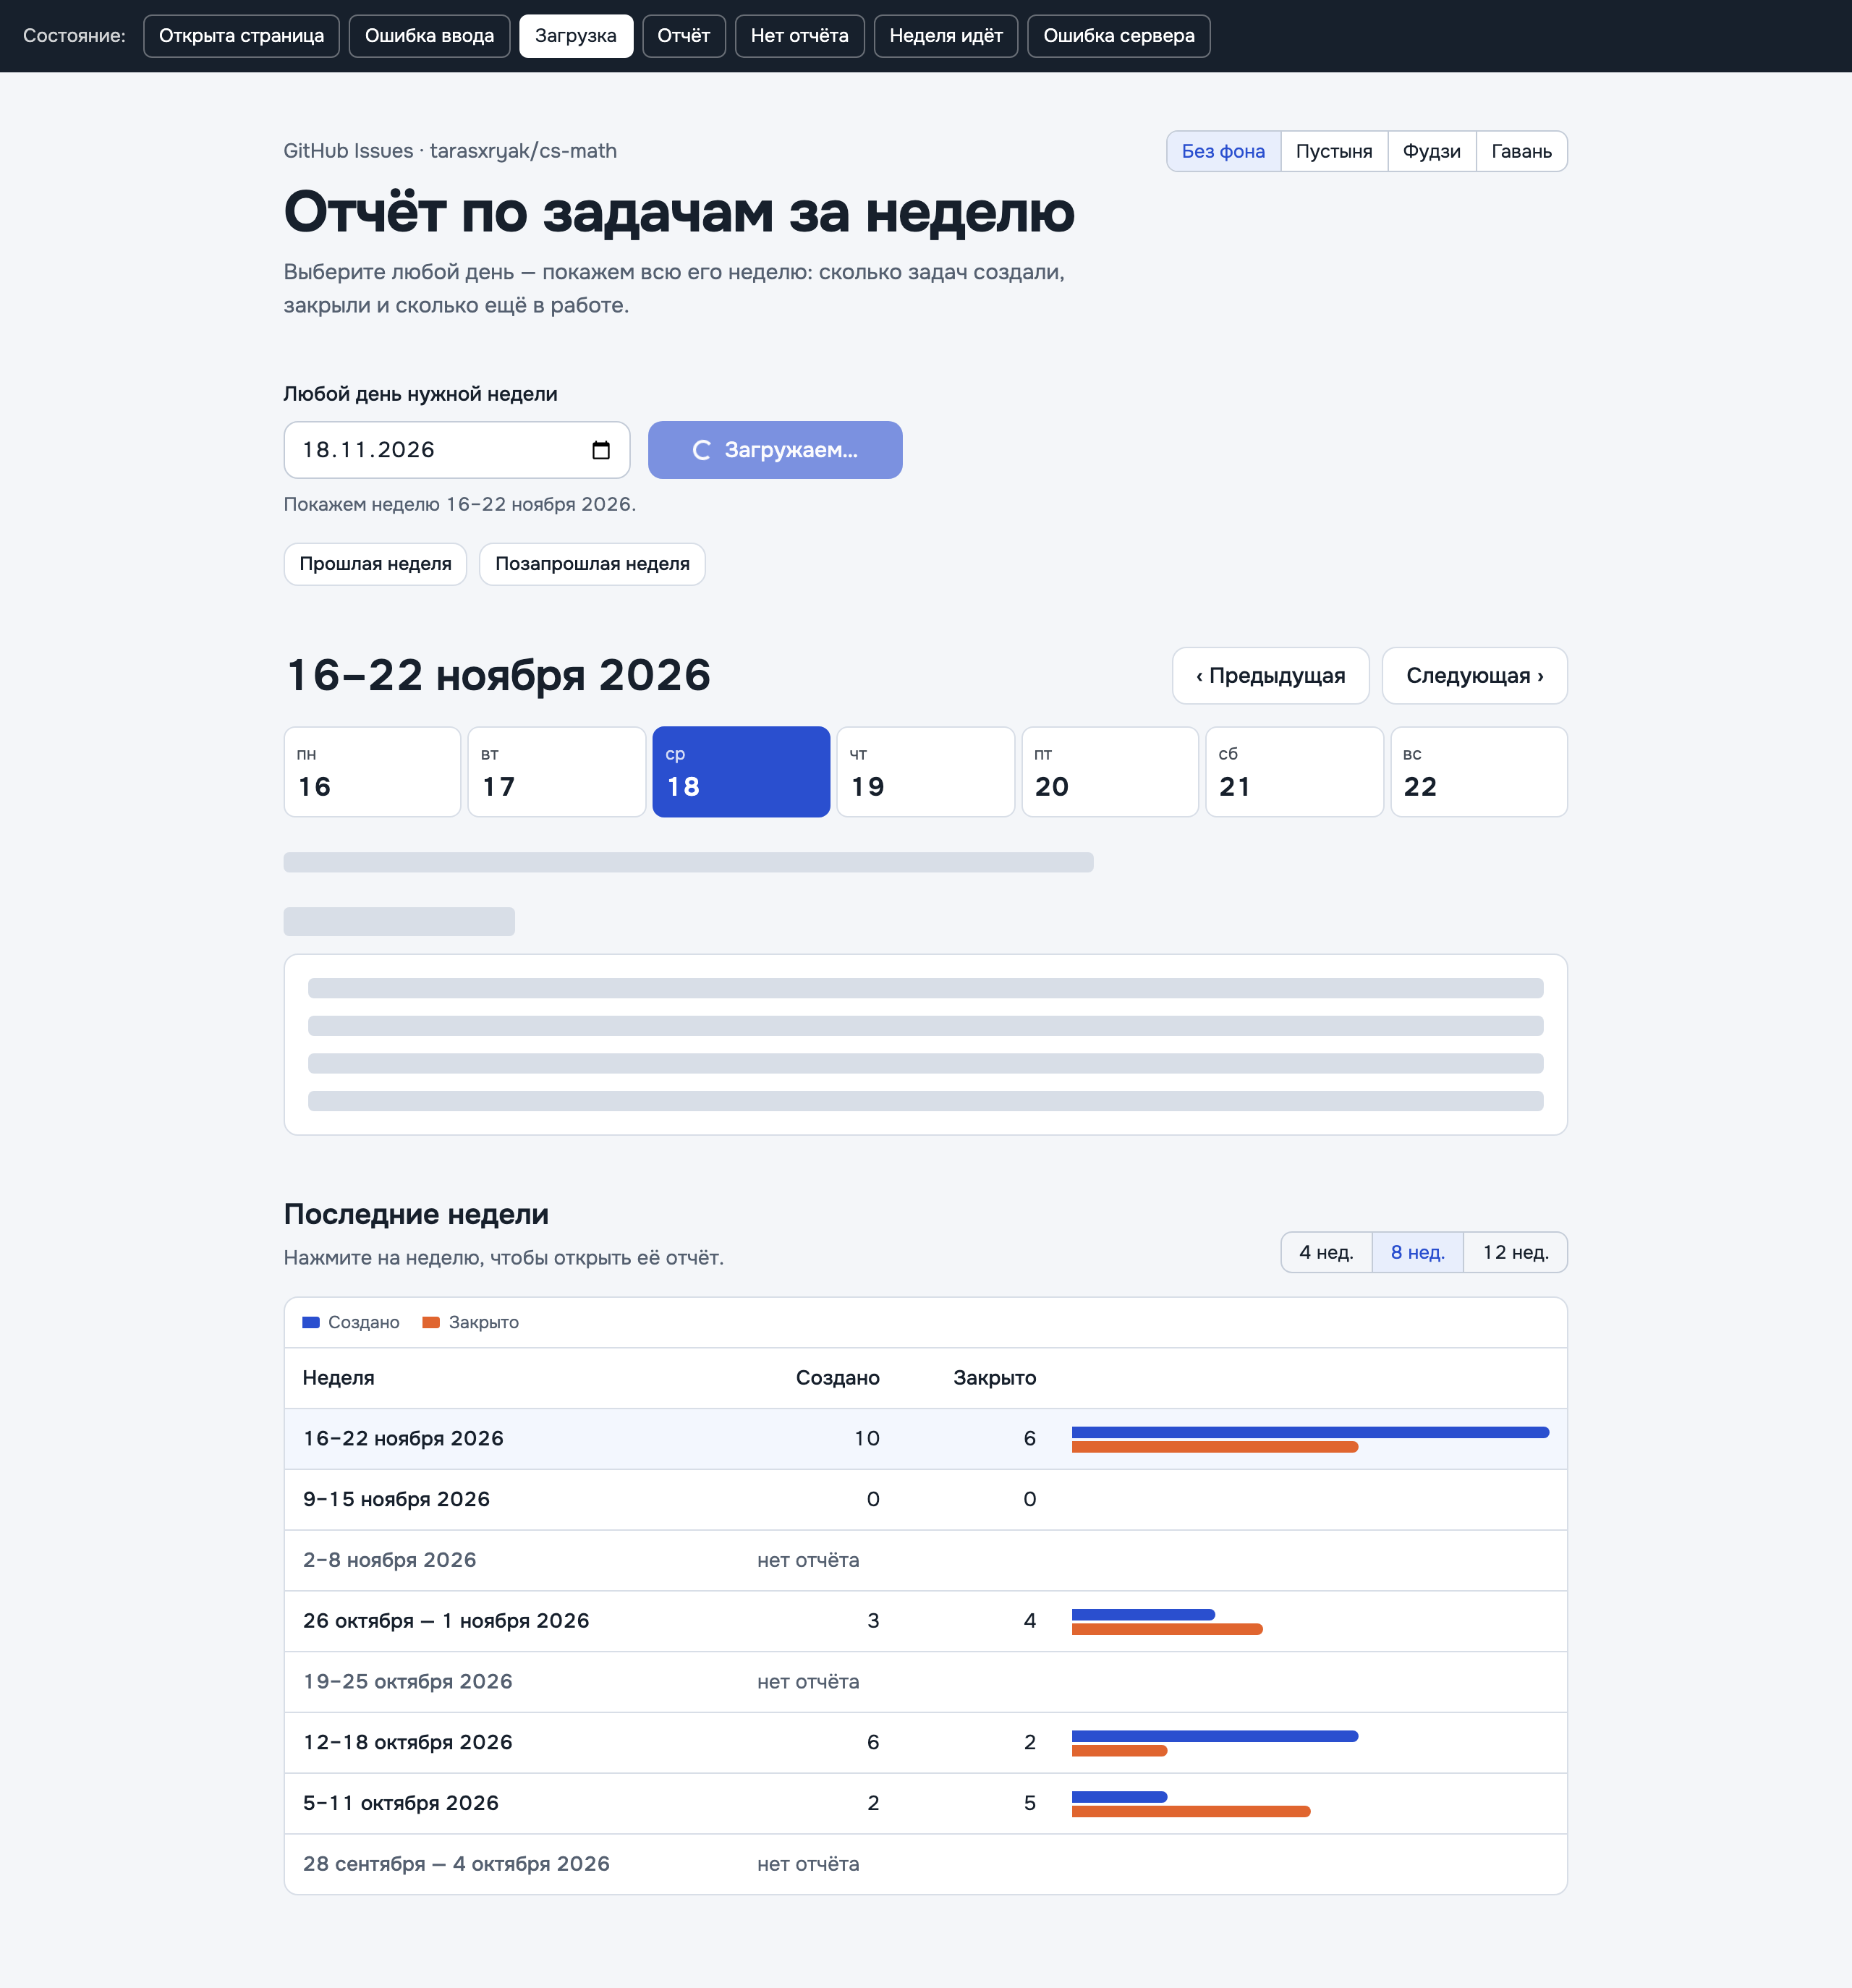 Состояние: Открыта страница Ошибка ввода Загрузка Отчёт Нет отчёта Неделя идёт Ошибка сервера
GitHub Issues · tarasxryak/cs-math
Без фона Пустыня Фудзи Гавань
Отчёт по задачам за неделю
Выберите любой день — покажем всю его неделю: сколько задач создали,
закрыли и сколько ещё в работе.
Любой день нужной недели
18.11.2026 Загружаем…
Покажем неделю 16–22 ноября 2026.
Прошлая неделя Позапрошлая неделя
16–22 ноября 2026 ‹ Предыдущая Следующая ›
пн вт ср чт пт сб вс
16 17 18 19 20 21 22
Последние недели
Нажмите на неделю, чтобы открыть её отчёт.
4 нед. 8 нед. 12 нед.
Создано Закрыто
Неделя Создано Закрыто
16–22 ноября 2026 10 6
9–15 ноября 2026 0 0
2–8 ноября 2026 нет отчёта
26 октября — 1 ноября 2026 3 4
19–25 октября 2026 нет отчёта
12–18 октября 2026 6 2
5–11 октября 2026 2 5
28 сентября — 4 октября 2026 нет отчёта